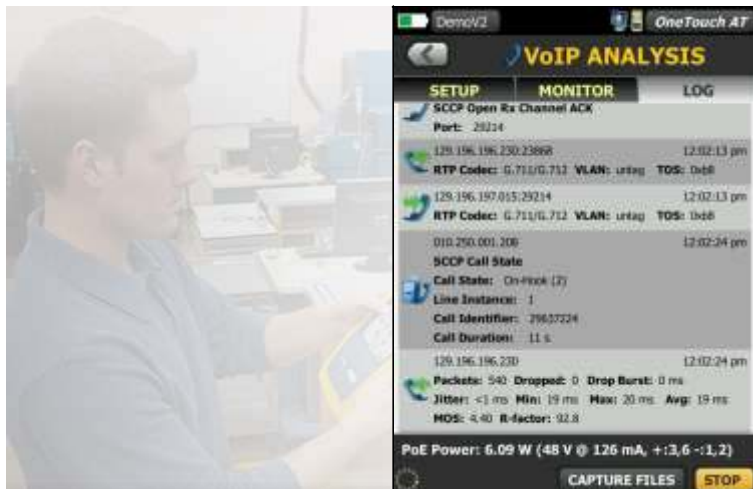 DemoV2
OneTouch AT
VoIP ANALYSIS
SETUP MONITOR LOG
SCCP Open Rx Channel ACK
Port: 29214
129.196.196.230:23868 12:02:13 pm
RTP Codec: G.711/G.712 VLAN: untag TOS: 0xb8
129.196.197.015:29214 12:02:13 pm
RTP Codec: G.711/G.712 VLAN: untag TOS: 0xb8
010.250.001.208 12:02:24 pm
SCCP Call State
Call State: On-Hook (2)
Line Instance: 1
Call Identifier: 29637224
Call Duration: 11 s
129.196.196.230 12:02:24 pm
Packets: 540 Dropped: 0 Drop Burst: 0 ms
Jitter: <1 ms Min: 19 ms Max: 20 ms Avg: 19 ms
MOS: 4.40 R-factor: 92.8
PoE Power: 6.09 W (48 V @ 126 mA, +:3,6 -:1,2)
CAPTURE FILES STOP